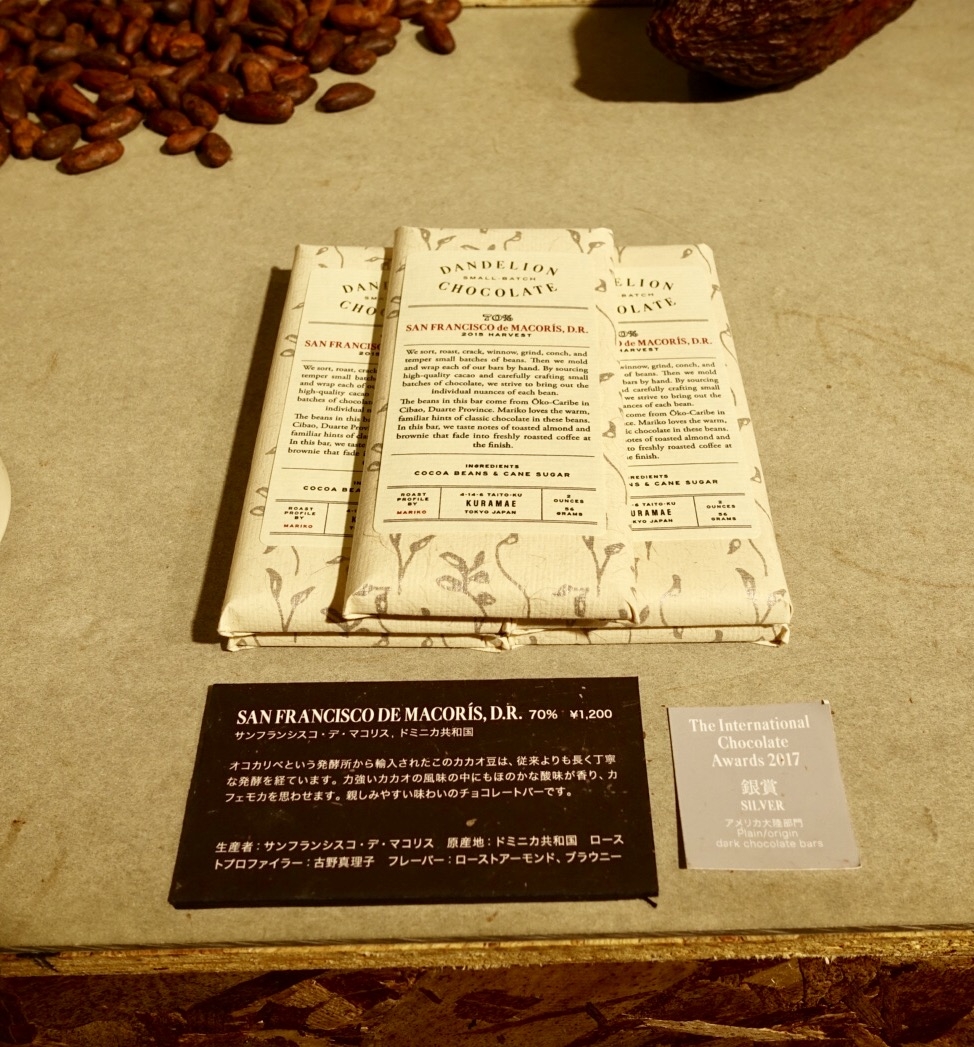 DANDELION
SMALL-BATCH
CHOCOLATE
70%
SAN FRANCISCO de MACORÍS, D.R.
2015 HARVEST
We sort, roast, crack, winnow, grind, conch, and
temper small batches of beans. Then we mold
and wrap each of our bars by hand. By sourcing
high-quality cacao and carefully crafting small
batches of chocolate, we strive to bring out the
individual nuances of each bean.
The beans in this bar come from Öko-Caribe in
Cibao, Duarte Province. Mariko loves the warm,
familiar hints of classic chocolate in these beans.
In this bar, we taste notes of toasted almond and
brownie that fade into freshly roasted coffee at
the finish.
INGREDIENTS
COCOA BEANS & CANE SUGAR
ROAST
PROFILE
BY
MARIKO
4-14-6 TAITO-KU
KURAMAE
TOKYO JAPAN
2
OUNCES
56
GRAMS
SAN FRANCISCO DE MACORÍS, D.R. 70% ¥1,200
サンフランシスコ・デ・マコリス, ドミニカ共和国
オコカリベという発酵所から輸入されたこのカカオ豆は、従来よりも長く丁寧
な発酵を経ています。力強いカカオの風味の中にもほのかな酸味が香り、カ
フェモカを思わせます。親しみやすい味わいのチョコレートバーです。
生産者：サンフランシスコ・デ・マコリス 原産地：ドミニカ共和国 ロース
トプロファイラー：古野真理子 フレーバー：ローストアーモンド、ブラウニー
The International
Chocolate
Awards 2017
銀賞
SILVER
アメリカ大陸部門
Plain/origin
dark chocolate bars